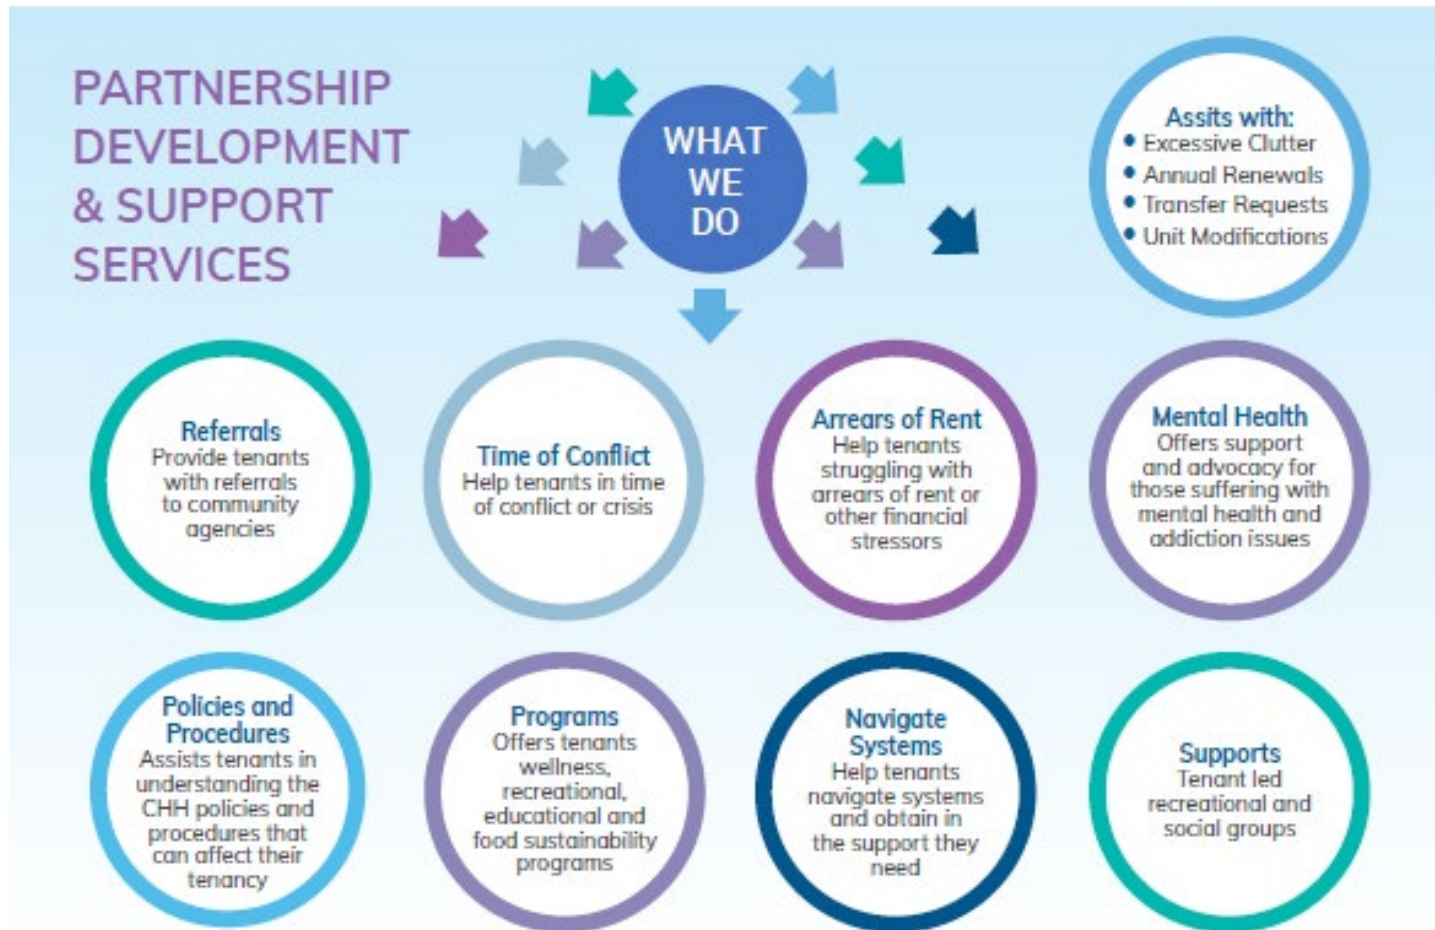 PARTNERSHIP
DEVELOPMENT
& SUPPORT
SERVICES
WHAT
WE
DO
Assits with:
• Excessive Clutter
• Annual Renewals
• Transfer Requests
• Unit Modifications
Referrals
Provide tenants
with referrals
to community
agencies
Time of Conflict
Help tenants in time
of conflict or crisis
Arrears of Rent
Help tenants
struggling with
arrears of rent or
other financial
stressors
Mental Health
Offers support
and advocacy for
those suffering with
mental health and
addiction issues
Policies and
Procedures
Assists tenants in
understanding the
CHH policies and
procedures that
can affect their
tenancy
Programs
Offers tenants
wellness,
recreational,
educational and
food sustainability
programs
Navigate
Systems
Help tenants
navigate systems
and obtain in
the support they
need
Supports
Tenant led
recreational and
social groups